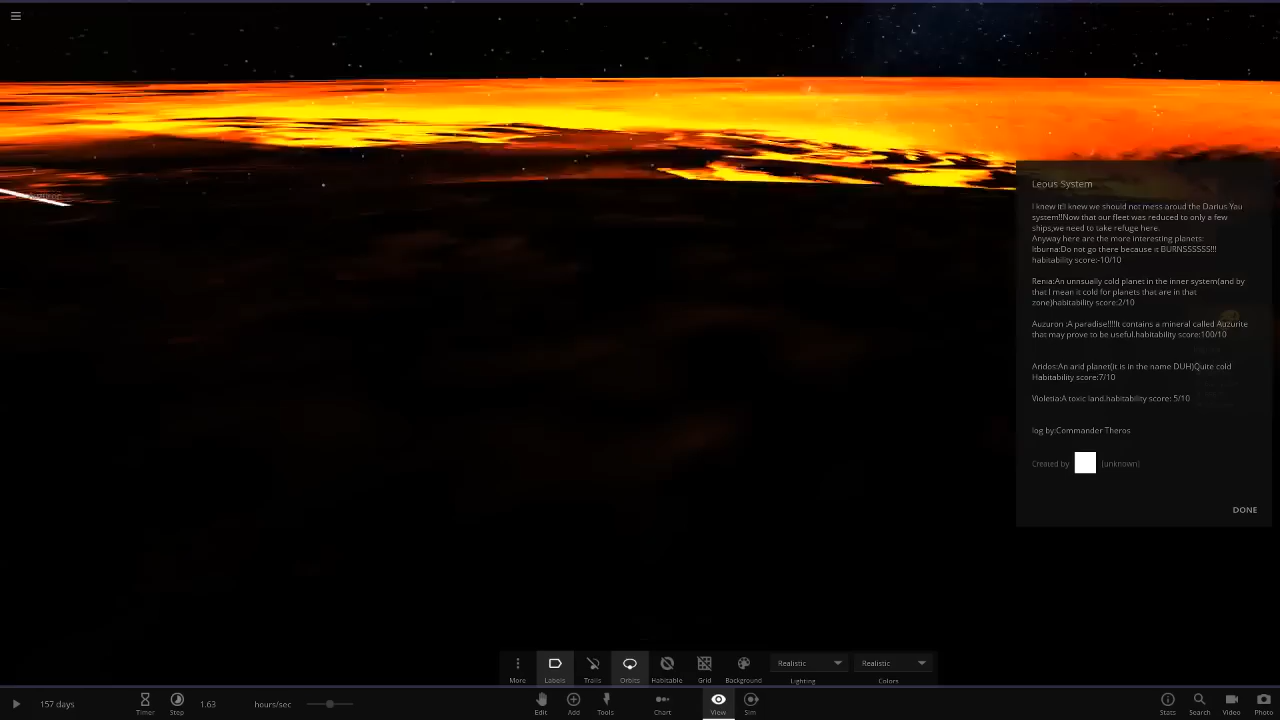 Leous System
I knew it!I knew we should not mess aroud the Darius Yau
system!!Now that our fleet was reduced to only a few
ships,we need to take refuge here.
Anyway here are the more interesting planets:
Itburna:Do not go there because it BURNSSSSSS!!!
habitability score:-10/10
Renia:An unnsually cold planet in the inner system(and by
that I mean it cold for planets that are in that
zone)habitability score:2/10
Auzuron :A paradise!!!!It contains a mineral called Auzurite
that may prove to be useful.habitability score:100/10
Aridos:An arid planet(it is in the name DUH)Quite cold
Habitability score:7/10
Violetia:A toxic land.habitability score: 5/10
log by:Commander Theros
Created by [unknown]
DONE
More
Labels
Trails
Orbits
Habitable
Grid
Background
Realistic
Lighting
Realistic
Colors
157 days
Timer
Step
1.63
hours/sec
Edit
Add
Tools
Chart
View
Sim
Stats
Search
Video
Photo